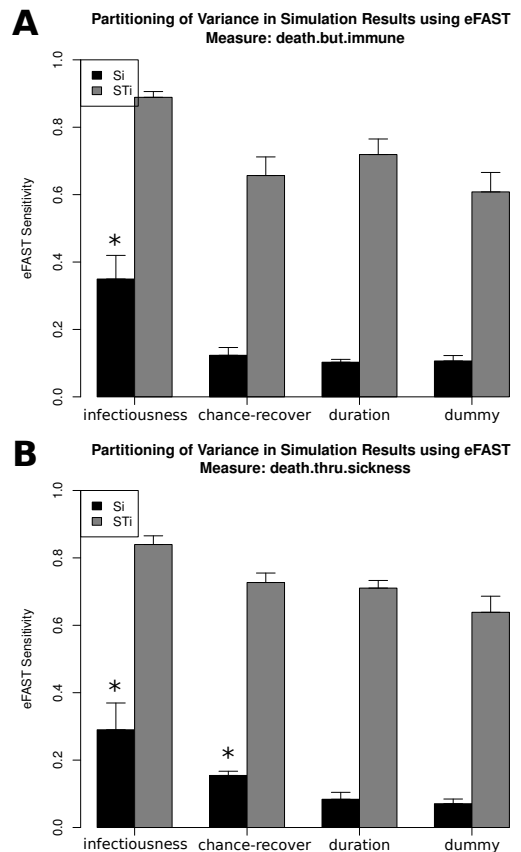 A
Partitioning of Variance in Simulation Results using eFAST
Measure: death.but.immune
Si
STi
eFAST Sensitivity
1.0
0.8
0.6
0.4
0.2
0.0
*
infectiousness chance-recover duration dummy
B
Partitioning of Variance in Simulation Results using eFAST
Measure: death.thru.sickness
Si
STi
eFAST Sensitivity
1.0
0.8
0.6
0.4
0.2
0.0
* *
infectiousness chance-recover duration dummy